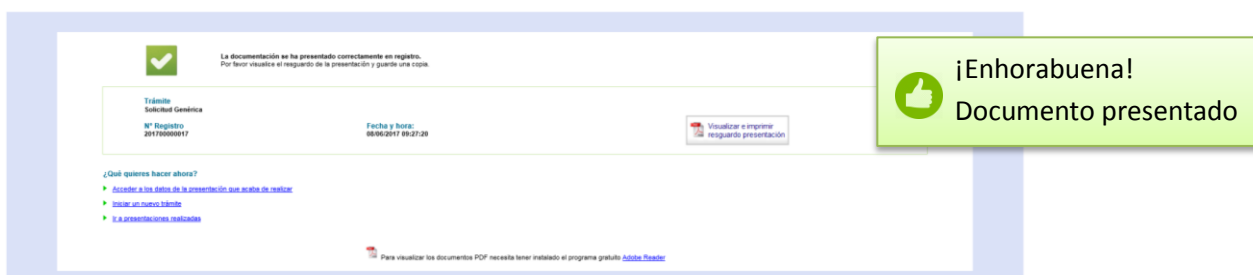 La documentación se ha presentado correctamente en registro.
Por favor visualice el resguardo de la presentación y guarde una copia.
¡Enhorabuena!
Documento presentado
Trámite
Solicitud Genérica
Nº Registro
201700000017
Fecha y hora:
08/06/2017 09:27:20
Visualizar e imprimir
resguardo presentación
¿Qué quieres hacer ahora?
Acceder a los datos de la presentación que acaba de realizar
Iniciar un nuevo trámite
Ir a presentaciones realizadas
Para visualizar los documentos PDF necesita tener instalado el programa gratuito Adobe Reader